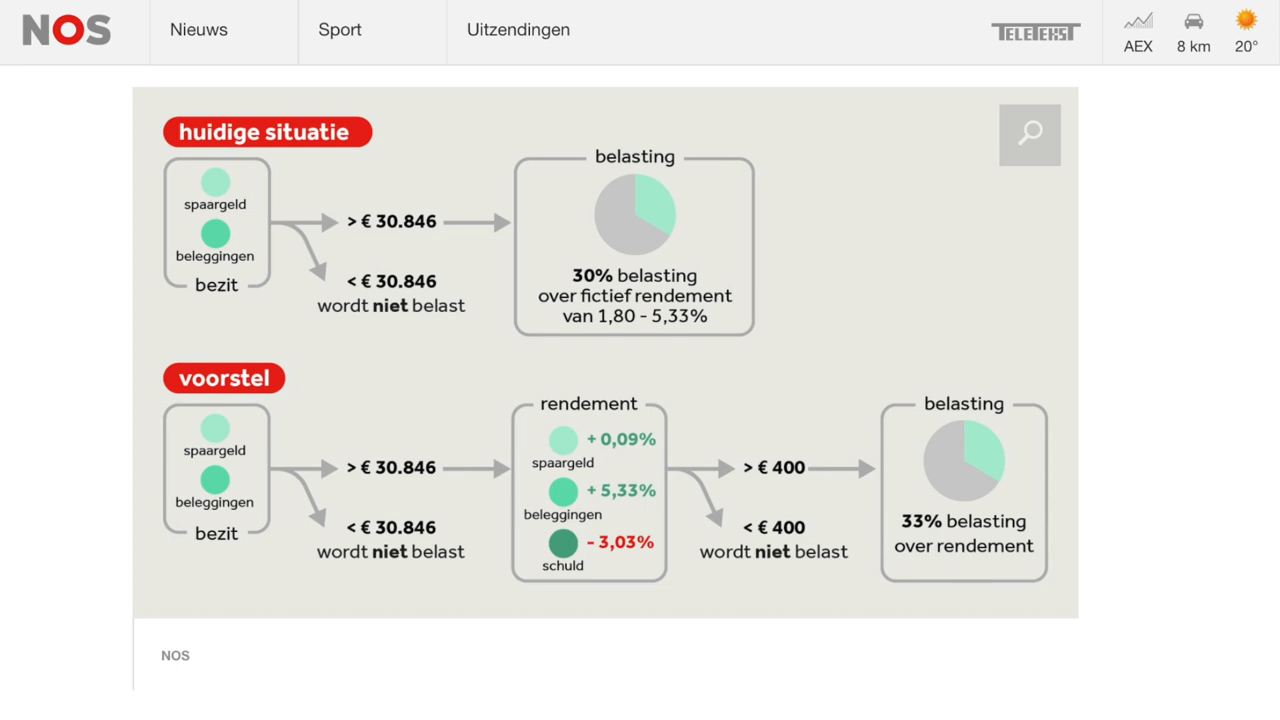 NOS
Nieuws
Sport
Uitzendingen
TELETEKST
AEX
8 km
20°
huidige situatie
spaargeld
beleggingen
bezit
> € 30.846
< € 30.846
wordt niet belast
belasting
30% belasting
over fictief rendement
van 1,80 - 5,33%
voorstel
spaargeld
beleggingen
bezit
> € 30.846
< € 30.846
wordt niet belast
rendement
+ 0,09%
spaargeld
+ 5,33%
beleggingen
- 3,03%
schuld
> € 400
< € 400
wordt niet belast
belasting
33% belasting
over rendement
NOS